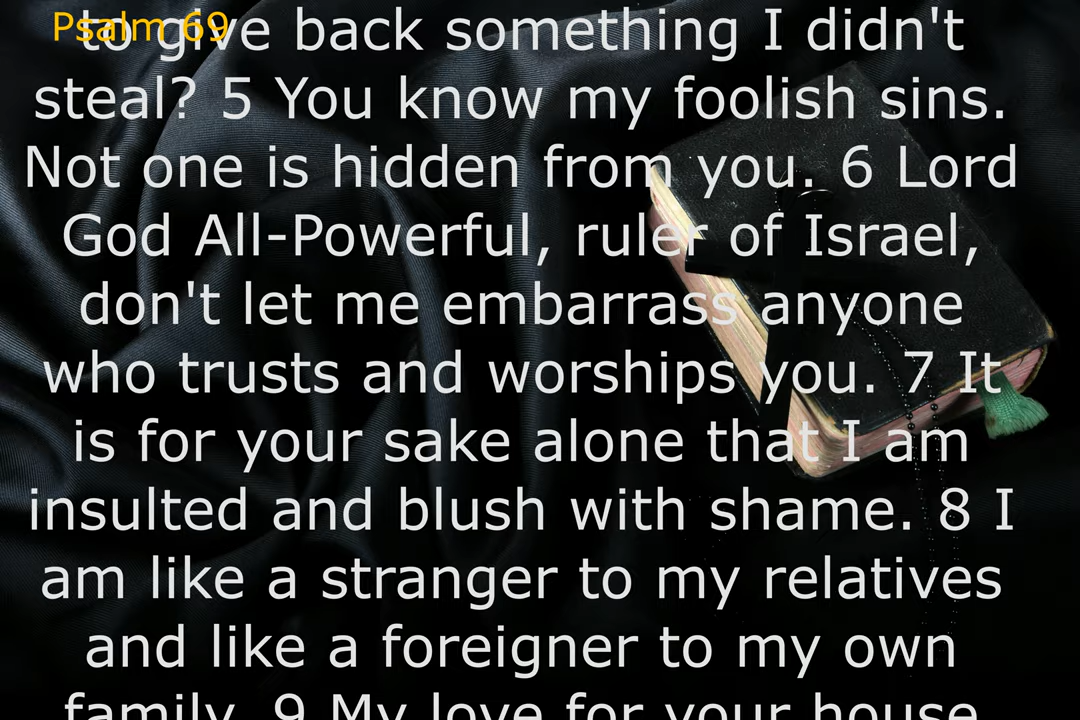 Psalm 69
to give back something I didn't
steal? 5 You know my foolish sins.
Not one is hidden from you. 6 Lord
God All-Powerful, ruler of Israel,
don't let me embarrass anyone
who trusts and worships you. 7 It
is for your sake alone that I am
insulted and blush with shame. 8 I
am like a stranger to my relatives
and like a foreigner to my own
family. 9 My love for your house